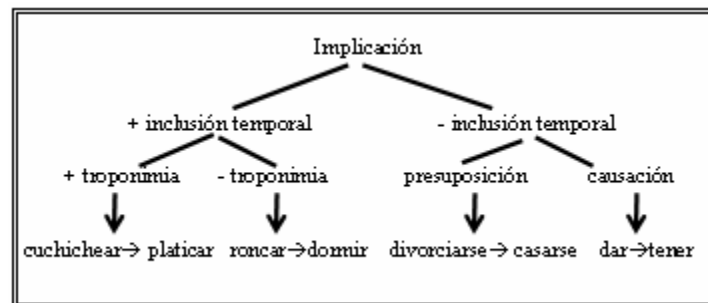 Implicación
+ inclusión temporal - inclusión temporal
+ troponimia - troponimia presuposición causación
cuchichear→ platicar roncar→dormir divorciarse→ casarse dar→tener